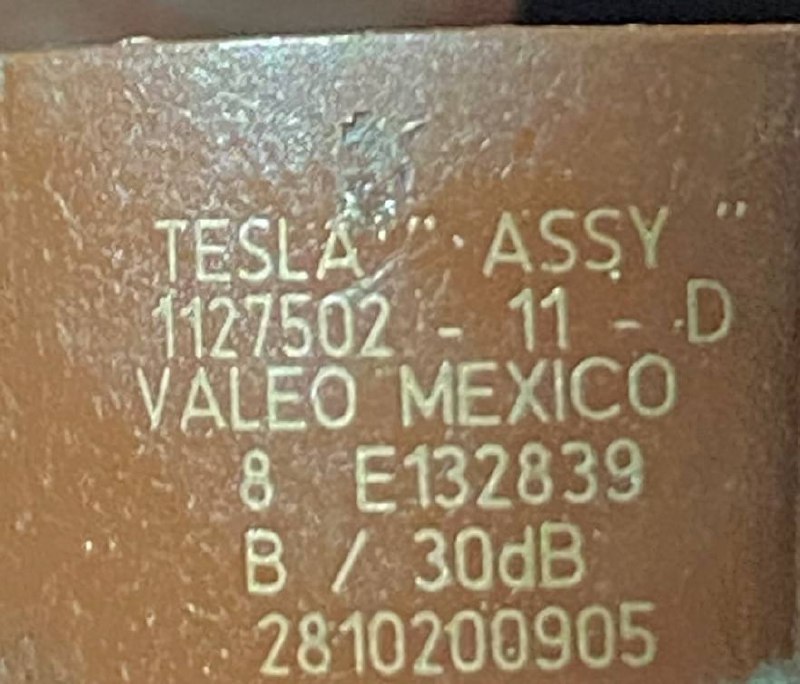 TESLA " ASSY "
1127502 - 11 - D
VALEO MEXICO
8 E132839
B / 30dB
2810200905